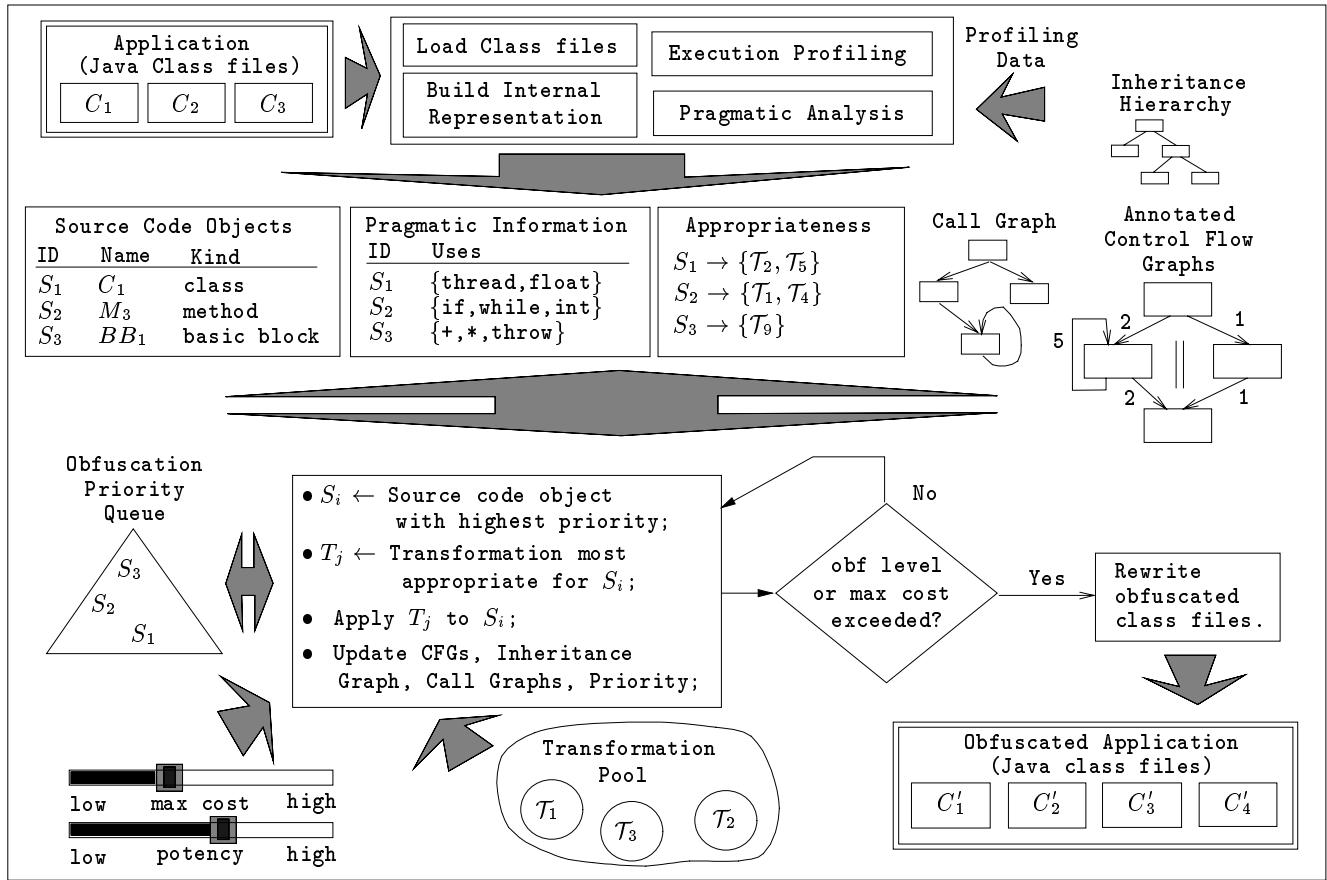 Application
(Java Class files)
C₁ C₂ C₃
Load Class files
Build Internal
Representation
Execution Profiling
Pragmatic Analysis
Profiling
Data
Inheritance
Hierarchy
Source Code Objects
ID Name Kind
S₁ C₁ class
S₂ M₃ method
S₃ BB₁ basic block
Pragmatic Information
ID Uses
S₁ {thread,float}
S₂ {if,while,int}
S₃ {+,*,throw}
Appropriateness
S₁ → {𝒯₂, 𝒯₅}
S₂ → {𝒯₁, 𝒯₄}
S₃ → {𝒯₉}
Call Graph
Annotated
Control Flow
Graphs
2 1
5
2 1
Obfuscation
Priority
Queue
S₃
S₂
S₁
• Sᵢ ← Source code object
with highest priority;
• Tⱼ ← Transformation most
appropriate for Sᵢ;
• Apply Tⱼ to Sᵢ;
• Update CFGs, Inheritance
Graph, Call Graphs, Priority;
No
obf level
or max cost
exceeded?
Yes
Rewrite
obfuscated
class files.
low max cost high
low potency high
Transformation
Pool
𝒯₁ 𝒯₃ 𝒯₂
Obfuscated Application
(Java class files)
C′₁ C′₂ C′₃ C′₄